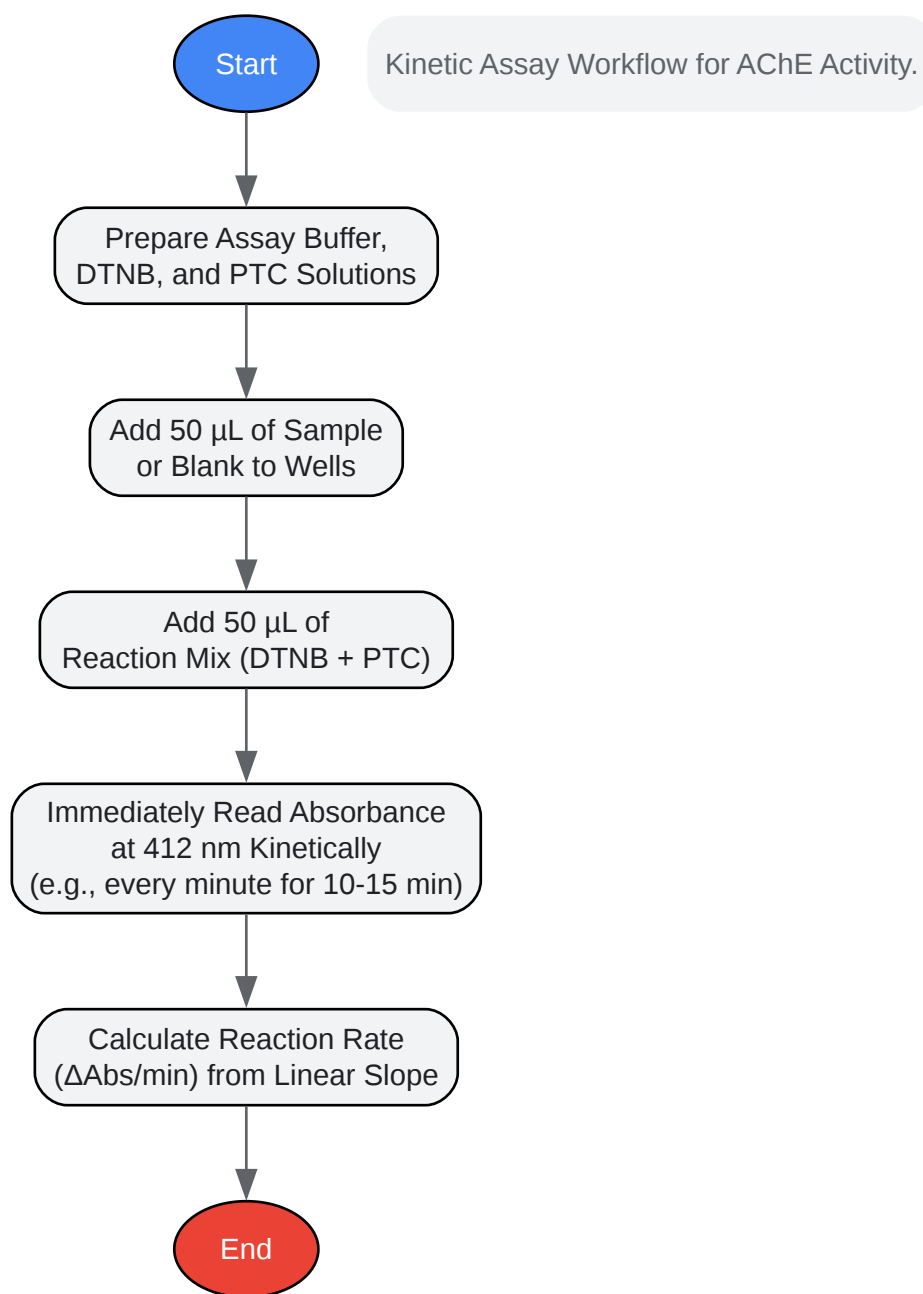 Start
Kinetic Assay Workflow for AChE Activity.
Prepare Assay Buffer,
DTNB, and PTC Solutions
Add 50 µL of Sample
or Blank to Wells
Add 50 µL of
Reaction Mix (DTNB + PTC)
Immediately Read Absorbance
at 412 nm Kinetically
(e.g., every minute for 10-15 min)
Calculate Reaction Rate
(ΔAbs/min) from Linear Slope
End